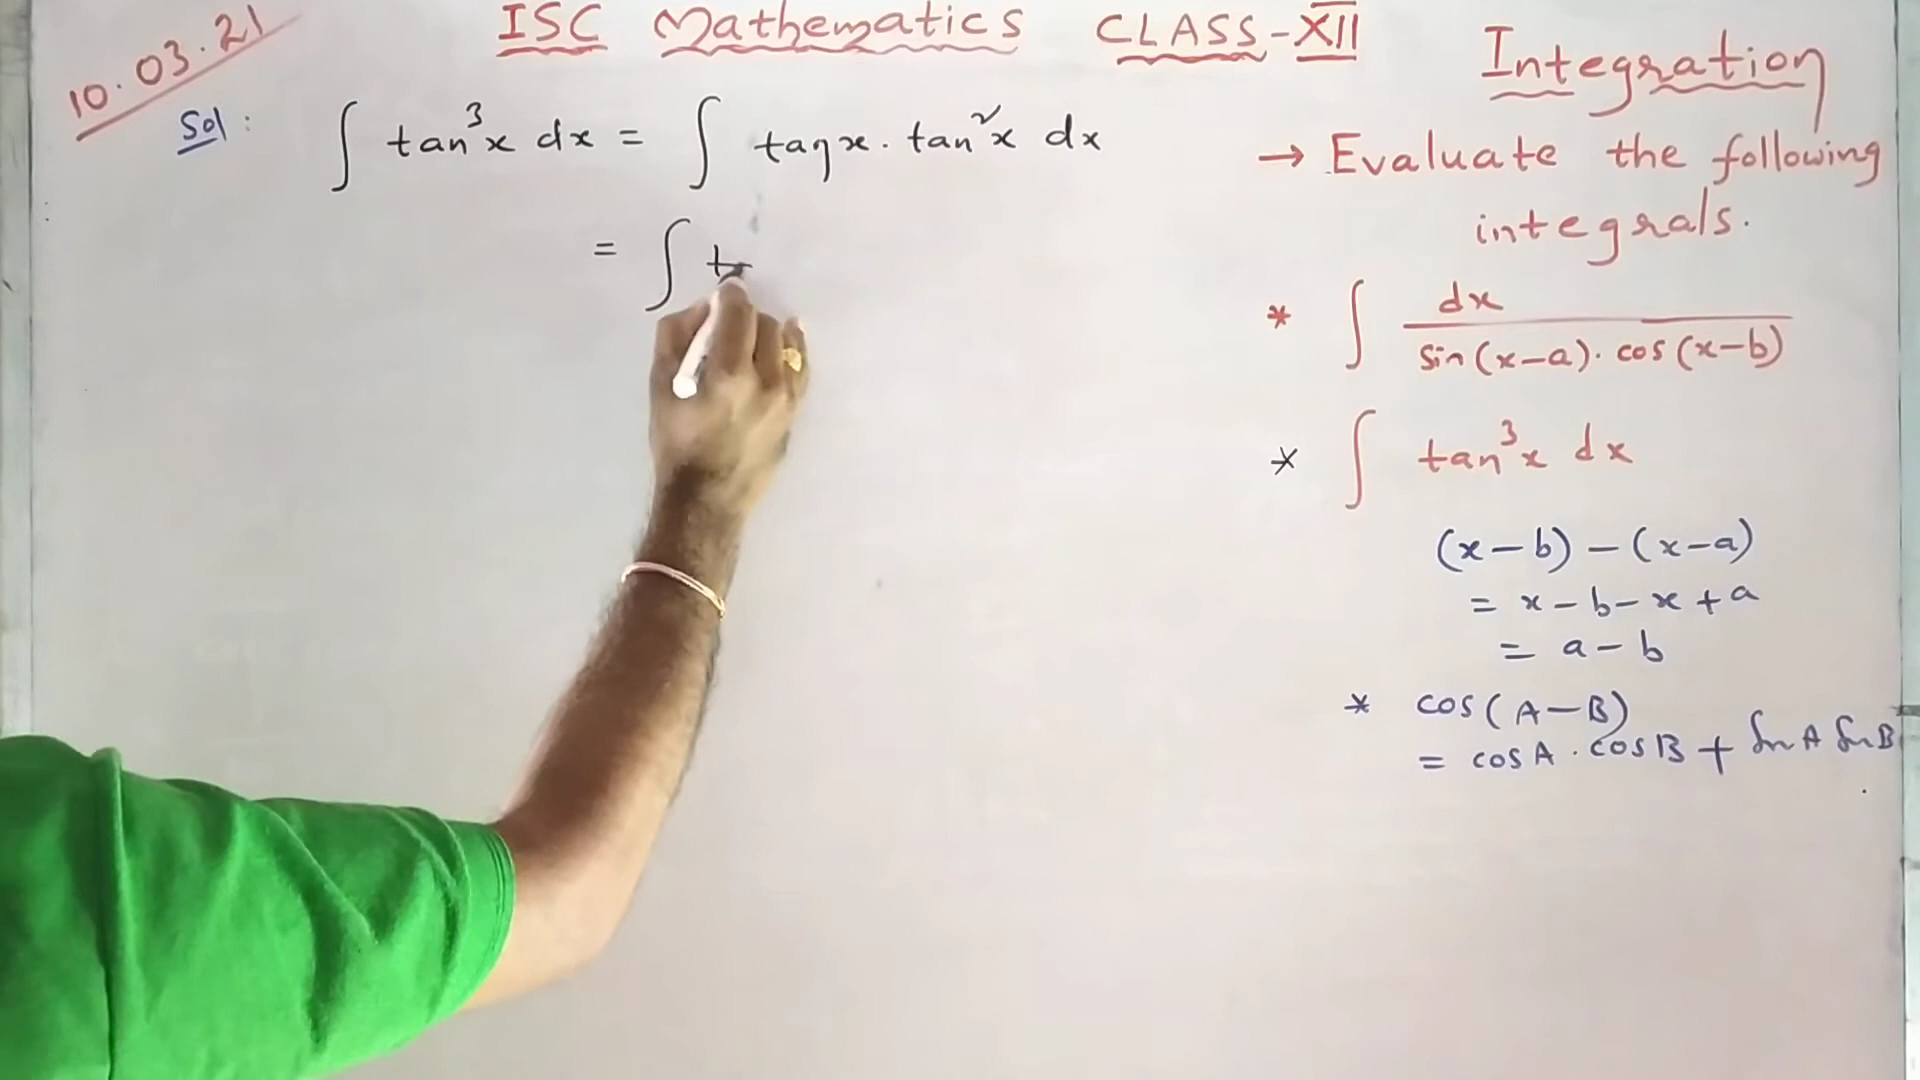 10.03.21
ISC Mathematics CLASS-XII
Sol: ∫ tan³x dx = ∫ tanx. tan²x dx
= ∫ t
Integration
→ Evaluate the following
integrals.
* ∫ dx / sin(x-a). cos(x-b)
* ∫ tan³x dx
(x-b) - (x-a)
= x-b-x+a
= a-b
* cos(A-B)
= cosA . cosB + SinA SinB